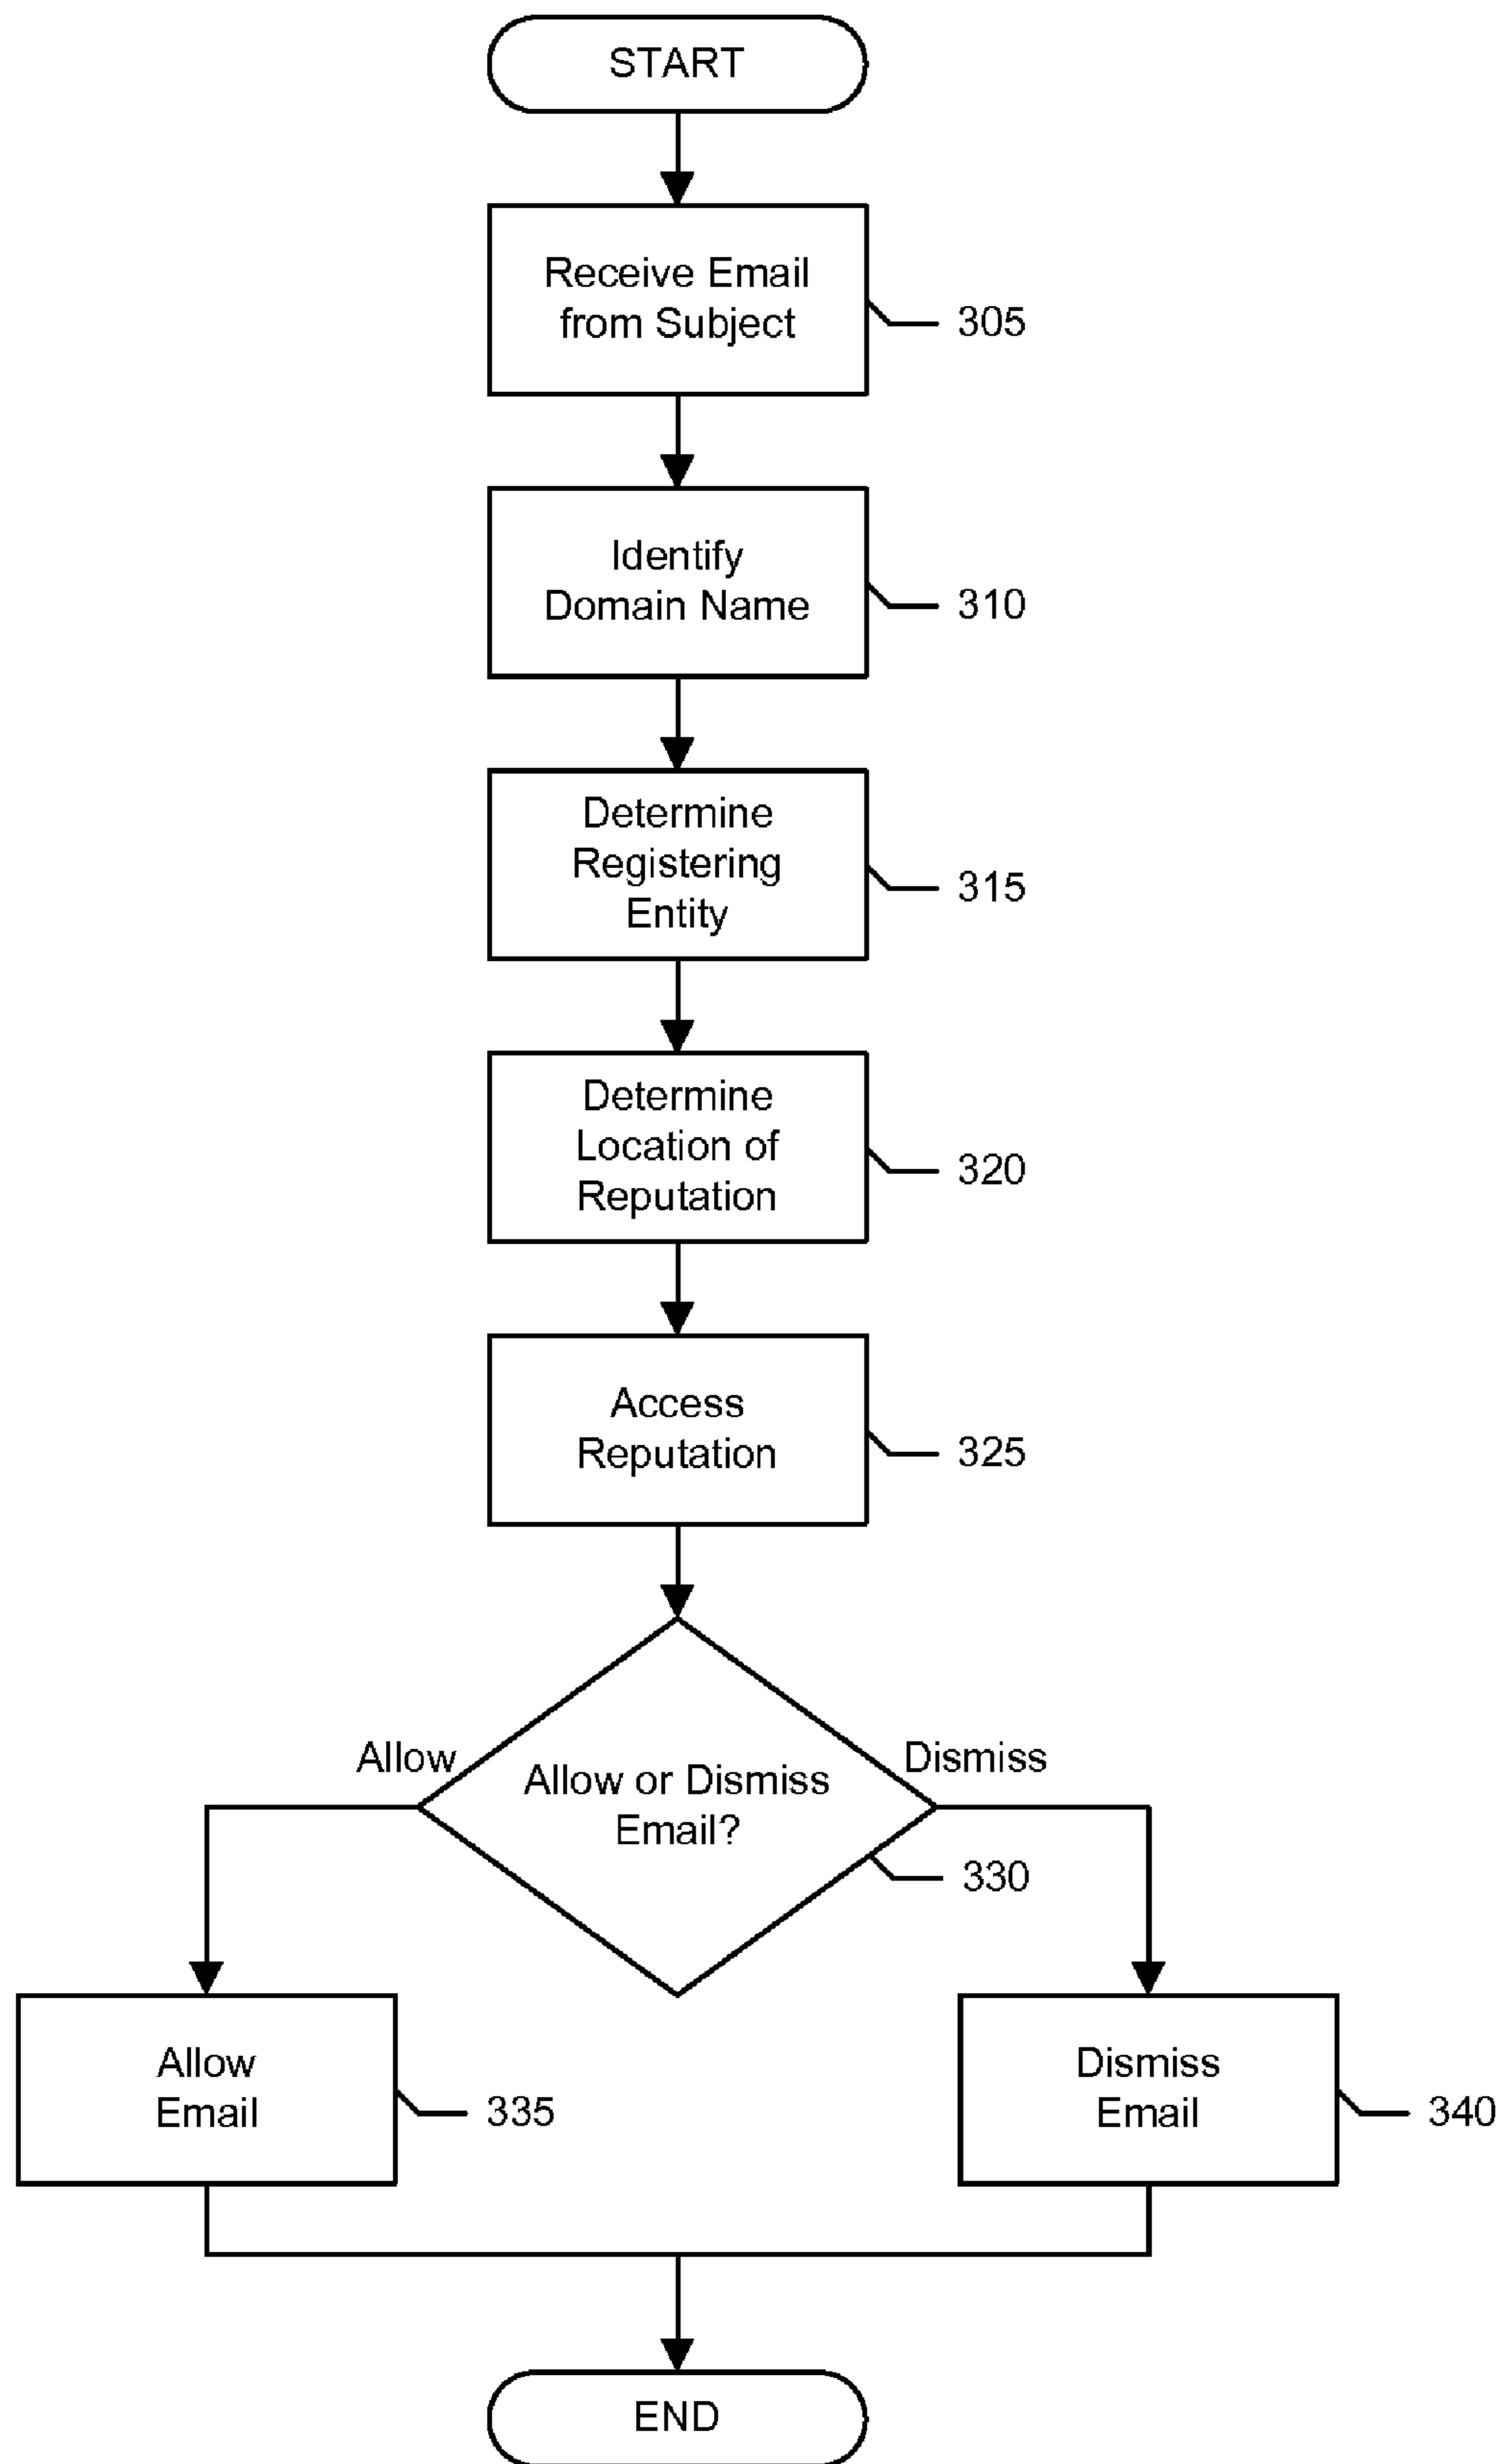 START
Receive Email
from Subject
305
Identify
Domain Name
310
Determine
Registering
Entity
315
Determine
Location of
Reputation
320
Access
Reputation
325
Allow
Dismiss
Allow or Dismiss
Email?
330
Allow
Email
335
Dismiss
Email
340
END